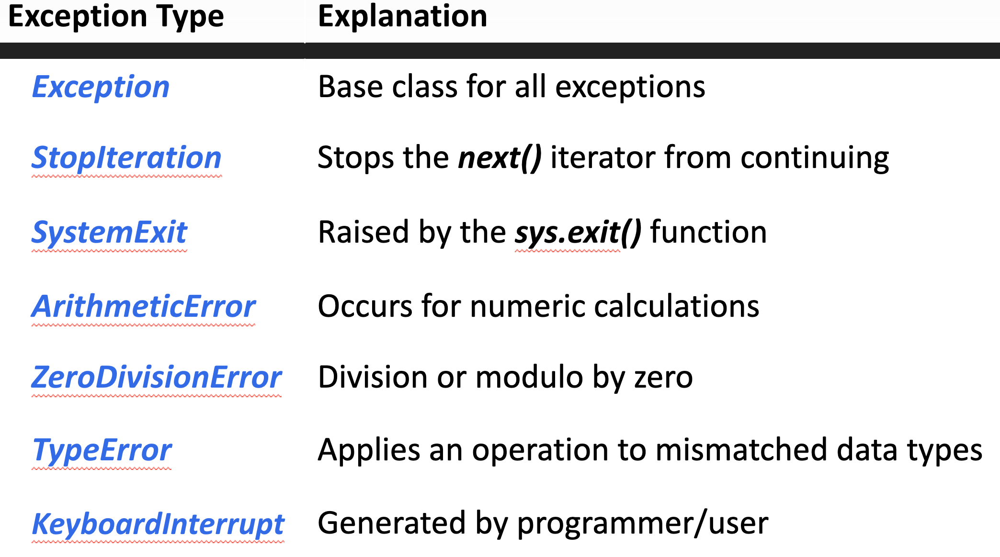 Exception Type Explanation
Exception Base class for all exceptions
StopIteration Stops the next() iterator from continuing
SystemExit Raised by the sys.exit() function
ArithmeticError Occurs for numeric calculations
ZeroDivisionError Division or modulo by zero
TypeError Applies an operation to mismatched data types
KeyboardInterrupt Generated by programmer/user